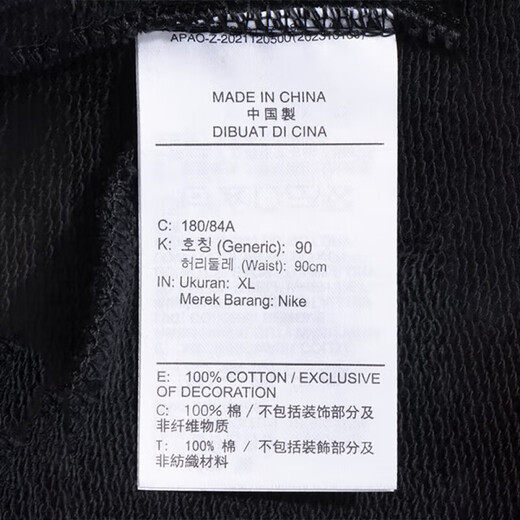 APAO-Z-2021120500(20231013)
MADE IN CHINA
中国製
DIBUAT DI CINA
C: 180/84A
K: 호칭 (Generic): 90
허리둘레 (Waist): 90cm
IN: Ukuran: XL
Merek Barang: Nike
E: 100% COTTON / EXCLUSIVE
OF DECORATION
C: 100% 棉 / 不包括装饰部分及
非纤维物质
T: 100% 棉 / 不包括裝飾部分及
非紡織材料